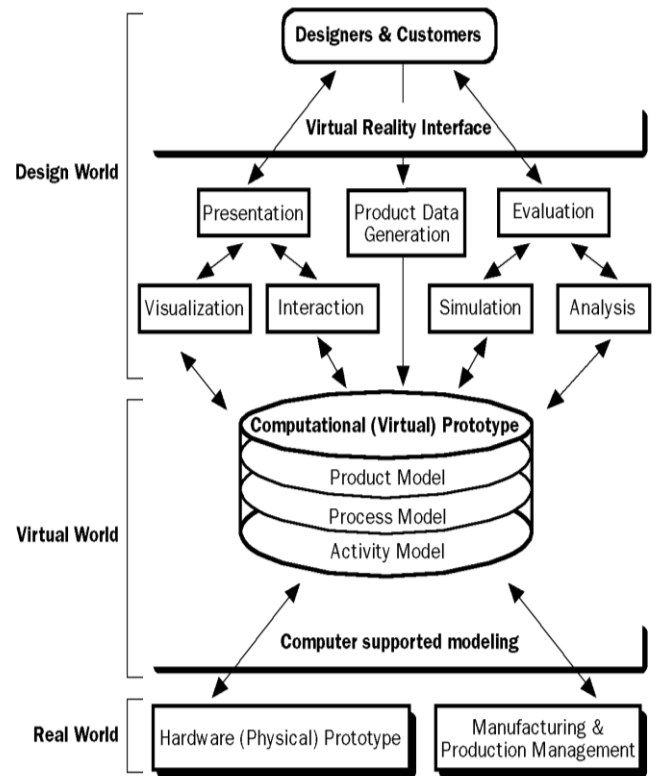 Designers & Customers
Virtual Reality Interface
Design World
Presentation
Product Data
Generation
Evaluation
Visualization
Interaction
Simulation
Analysis
Computational (Virtual) Prototype
Product Model
Process Model
Activity Model
Virtual World
Computer supported modeling
Real World
Hardware (Physical) Prototype
Manufacturing &
Production Management